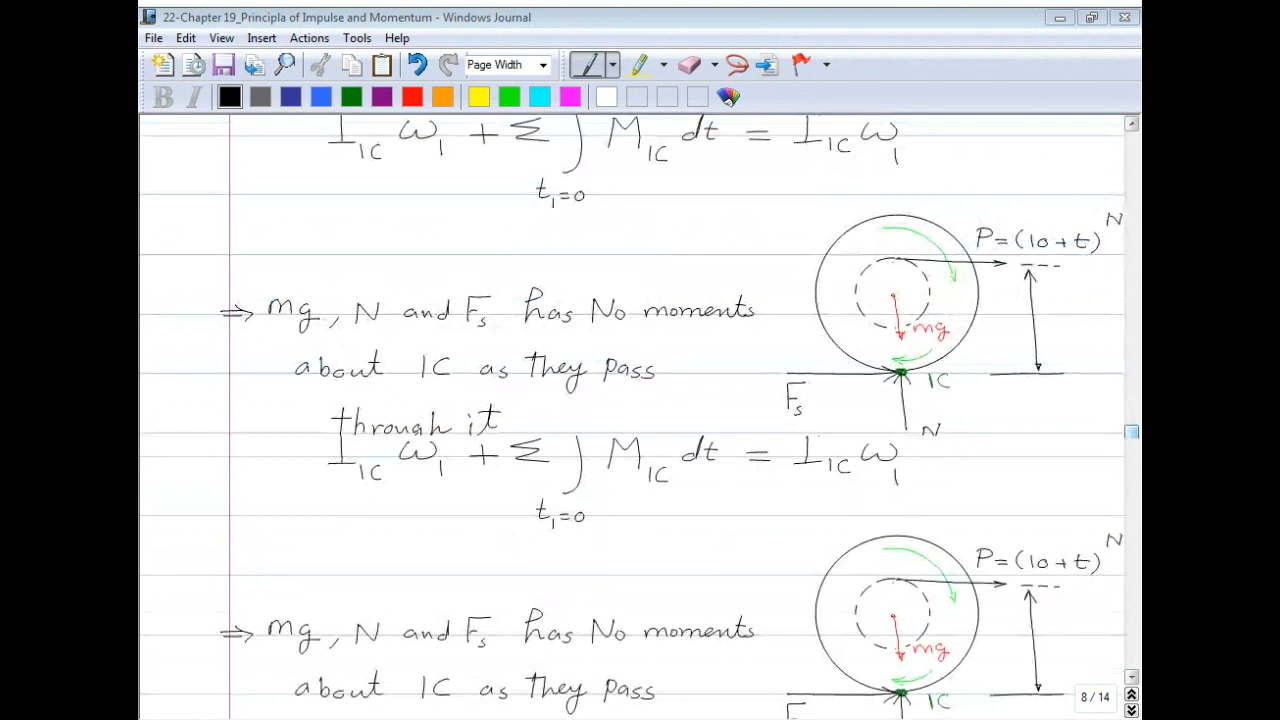 22-Chapter 19_Principla of Impulse and Momentum - Windows Journal
File Edit View Insert Actions Tools Help
Page Width
B I
I_IC ω_1 + Σ ∫ M_IC dt = I_IC ω_1
t_1=0
P=(10+t) N
⇒ mg, N and F_s has No moments
mg
about IC as they pass
IC
F_s
through it
N
I_IC ω_1 + Σ ∫ M_IC dt = I_IC ω_1
t_1=0
P=(10+t) N
⇒ mg, N and F_s has No moments
mg
about IC as they pass
IC
8 / 14